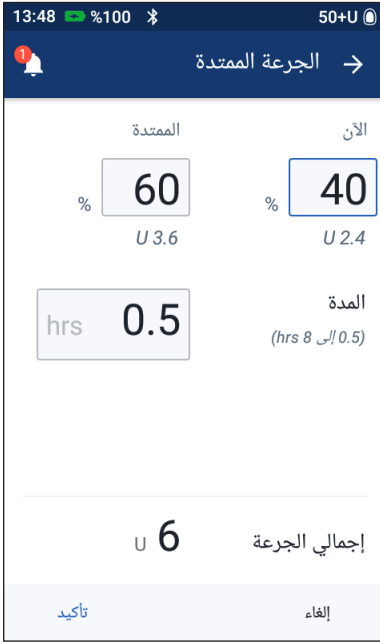 13:48 %100 50+U
1
الجرعة الممتدة
الآن الممتدة
40 % 60 %
U 2.4 U 3.6
المدة
0.5 hrs
(0.5 إلى 8 hrs)
إجمالي الجرعة 6 U
إلغاء تأكيد